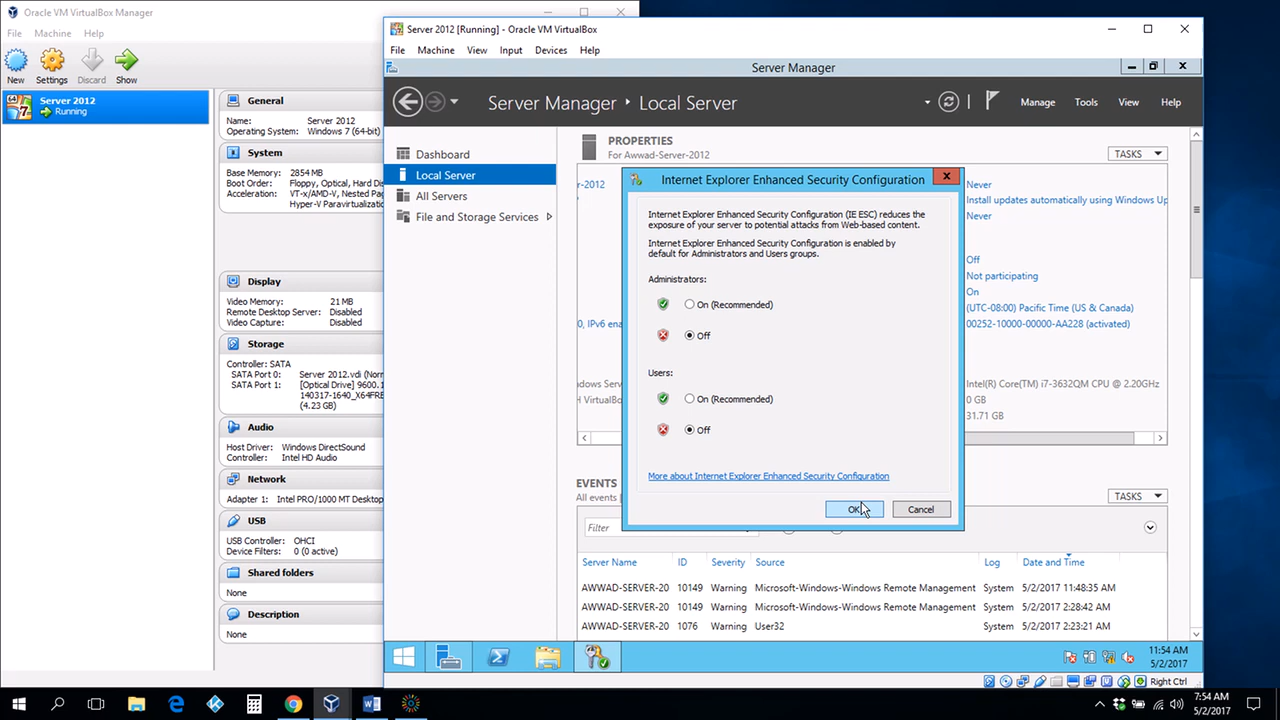 Oracle VM VirtualBox Manager
File Machine Help
New Settings Discard Show
Server 2012
Running
General
Name: Server 2012
Operating System: Windows 7 (64-bit)
System
Base Memory: 2854 MB
Boot Order: Floppy, Optical, Hard D
Acceleration: VT-x/AMD-V, Nested Pag
Hyper-V Paravirtualizati
Display
Video Memory: 21 MB
Remote Desktop Server: Disabled
Video Capture: Disabled
Storage
Controller: SATA
SATA Port 0: Server 2012.vdi (Norm
SATA Port 1: [Optical Drive] 9600.1
140317-1640_X64FRE
(4.23 GB)
Audio
Host Driver: Windows DirectSound
Controller: Intel HD Audio
Network
Adapter 1: Intel PRO/1000 MT Desktop
USB
USB Controller: OHCI
Device Filters: 0 (0 active)
Shared folders
None
Description
None
Server 2012 [Running] - Oracle VM VirtualBox
File Machine View Input Devices Help
Server Manager
Server Manager ‣ Local Server
Manage Tools View Help
Dashboard
Local Server
All Servers
File and Storage Services
PROPERTIES
For Awwad-Server-2012
TASKS
-2012
Never
Install updates automatically using Windows Up
Never
Off
Not participating
On
(UTC-08:00) Pacific Time (US & Canada)
0, IPv6 ena
00252-10000-00000-AA228 (activated)
dows Server
Intel(R) Core(TM) i7-3632QM CPU @ 2.20GHz
H VirtualBox
0 GB
31.71 GB
Internet Explorer Enhanced Security Configuration
Internet Explorer Enhanced Security Configuration (IE ESC) reduces the
exposure of your server to potential attacks from Web-based content.
Internet Explorer Enhanced Security Configuration is enabled by
default for Administrators and Users groups.
Administrators:
On (Recommended)
Off
Users:
On (Recommended)
Off
More about Internet Explorer Enhanced Security Configuration
OK Cancel
EVENTS
All events
TASKS
Filter
Server Name ID Severity Source Log Date and Time
AWWAD-SERVER-20 10149 Warning Microsoft-Windows-Windows Remote Management System 5/2/2017 11:48:35 AM
AWWAD-SERVER-20 10149 Warning Microsoft-Windows-Windows Remote Management System 5/2/2017 2:28:42 AM
AWWAD-SERVER-20 1076 Warning User32 System 5/2/2017 2:23:21 AM
11:54 AM
5/2/2017
Right Ctrl
7:54 AM
5/2/2017